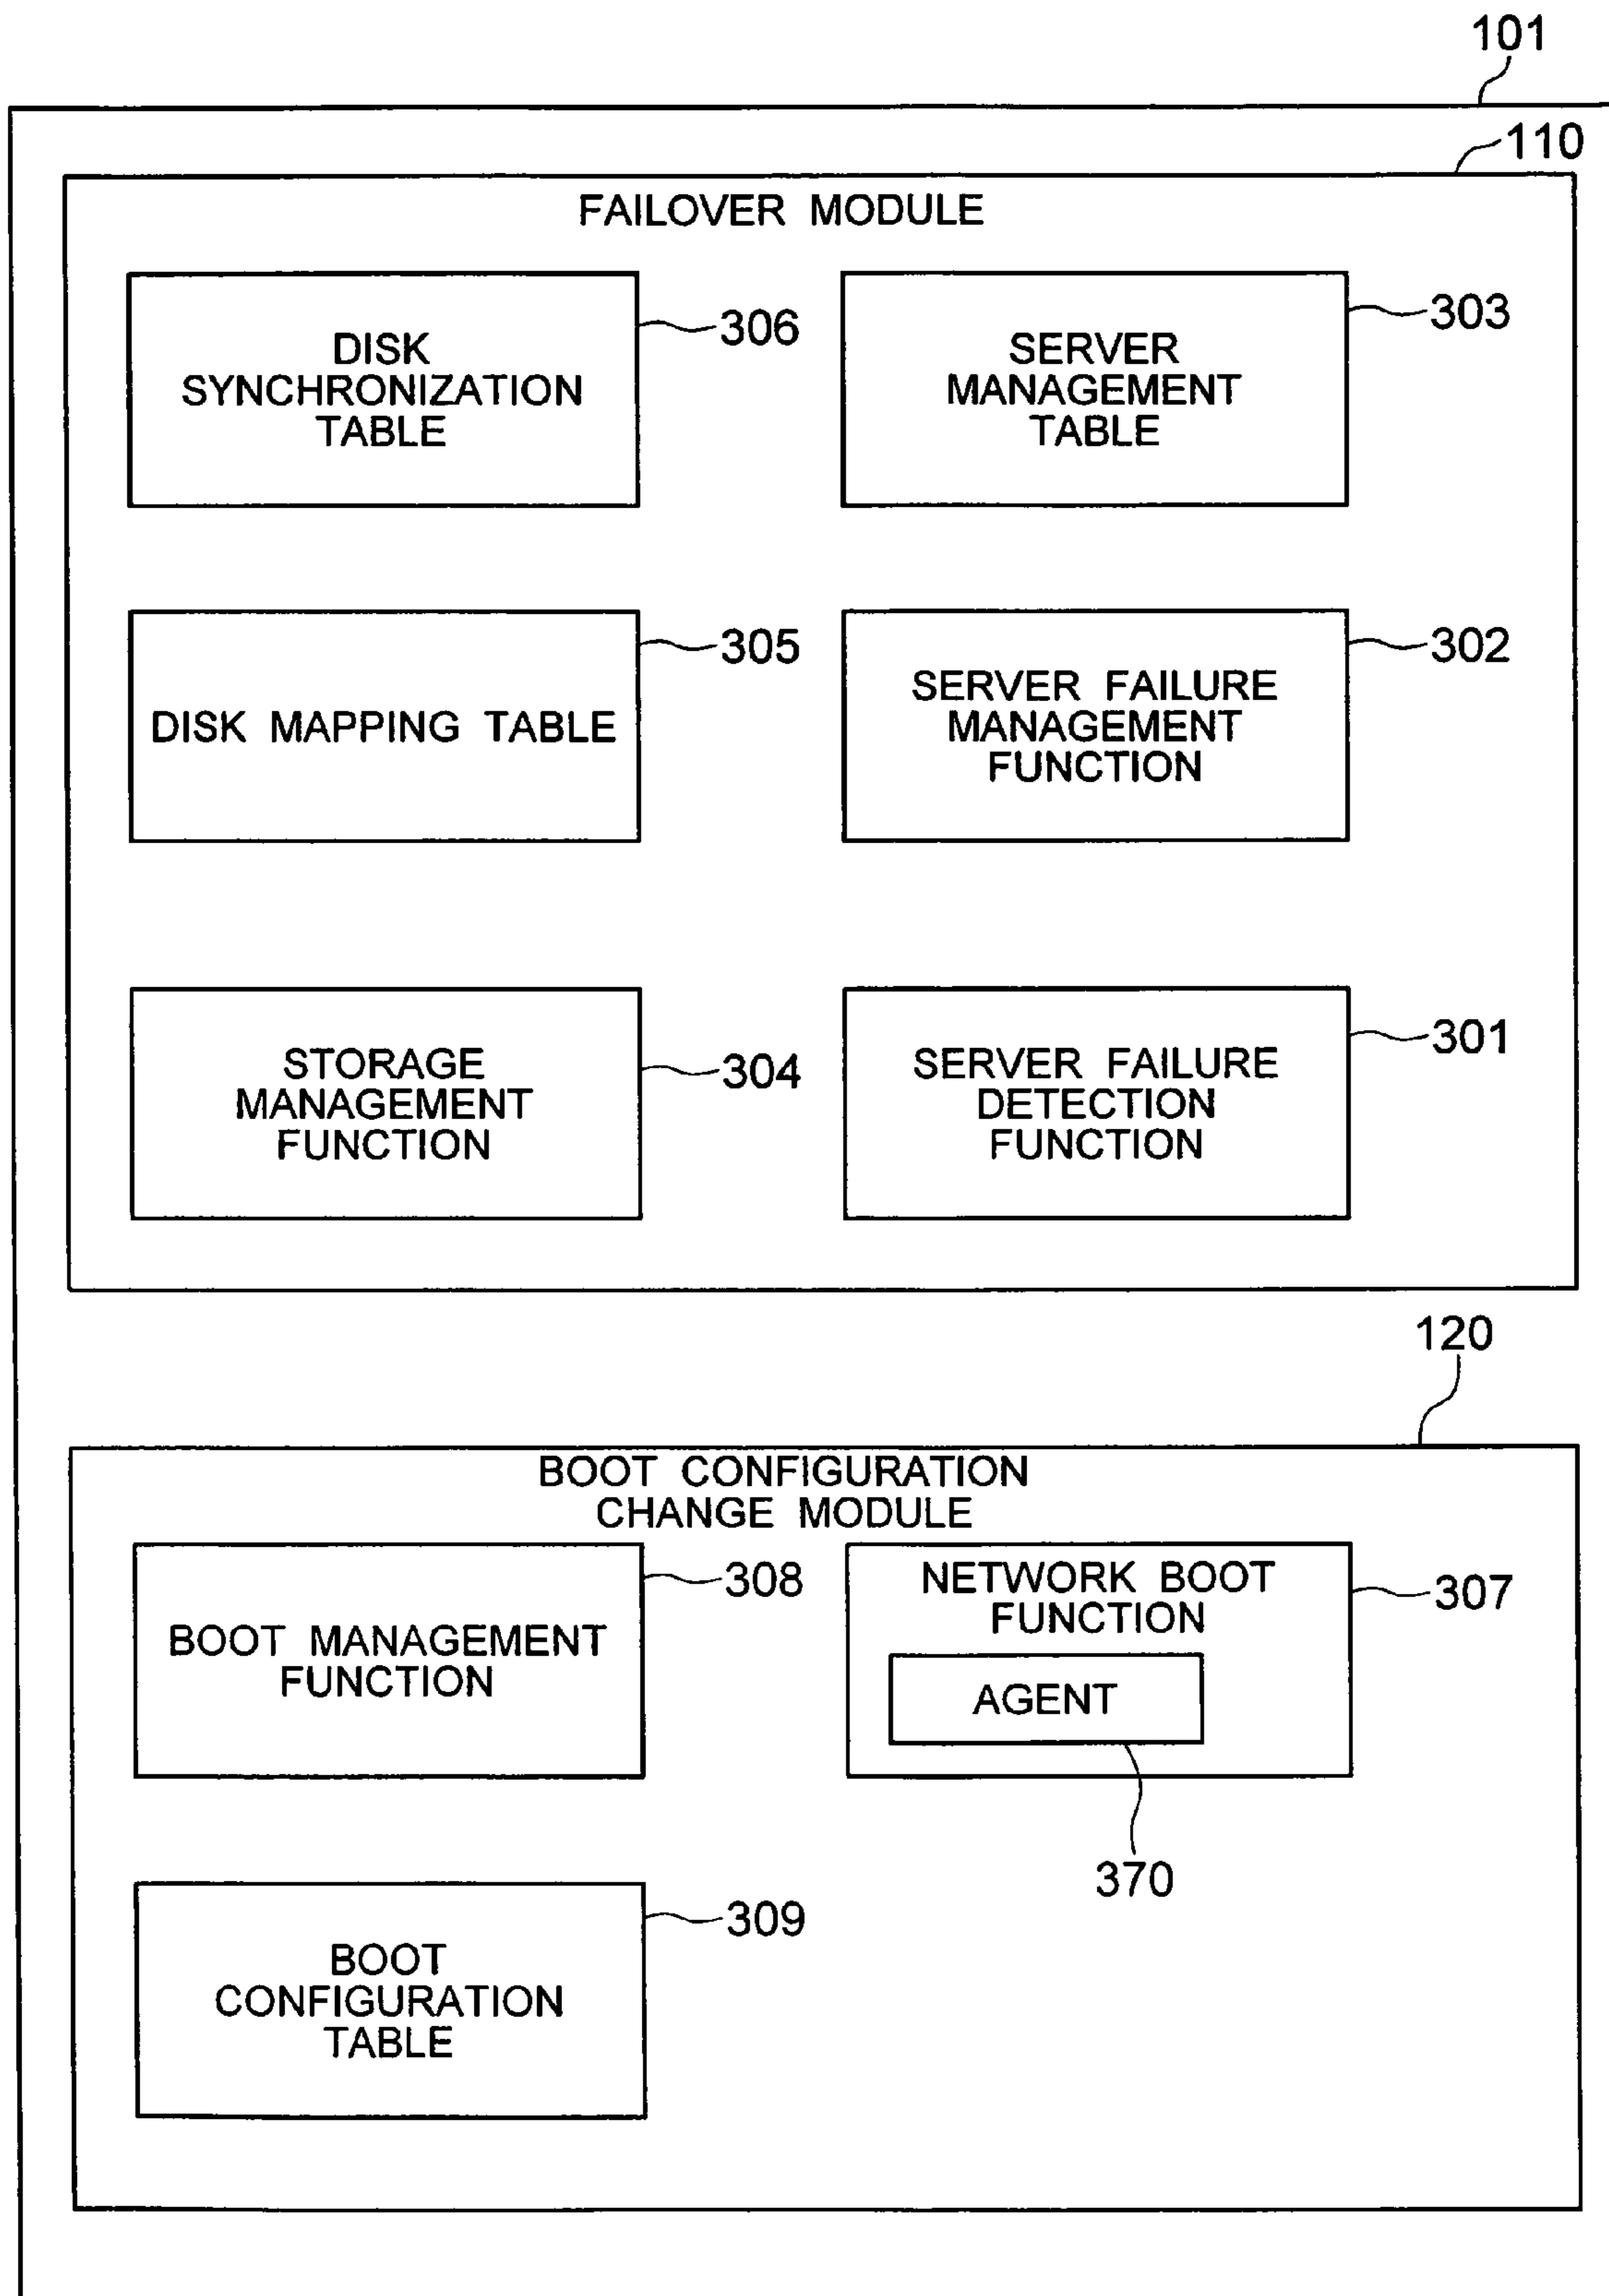 101
110
FAILOVER MODULE
DISK
SYNCHRONIZATION
TABLE
306
SERVER
MANAGEMENT
TABLE
303
DISK MAPPING TABLE
305
SERVER FAILURE
MANAGEMENT
FUNCTION
302
STORAGE
MANAGEMENT
FUNCTION
304
SERVER FAILURE
DETECTION
FUNCTION
301
120
BOOT CONFIGURATION
CHANGE MODULE
BOOT MANAGEMENT
FUNCTION
308
NETWORK BOOT
FUNCTION
307
AGENT
370
BOOT
CONFIGURATION
TABLE
309